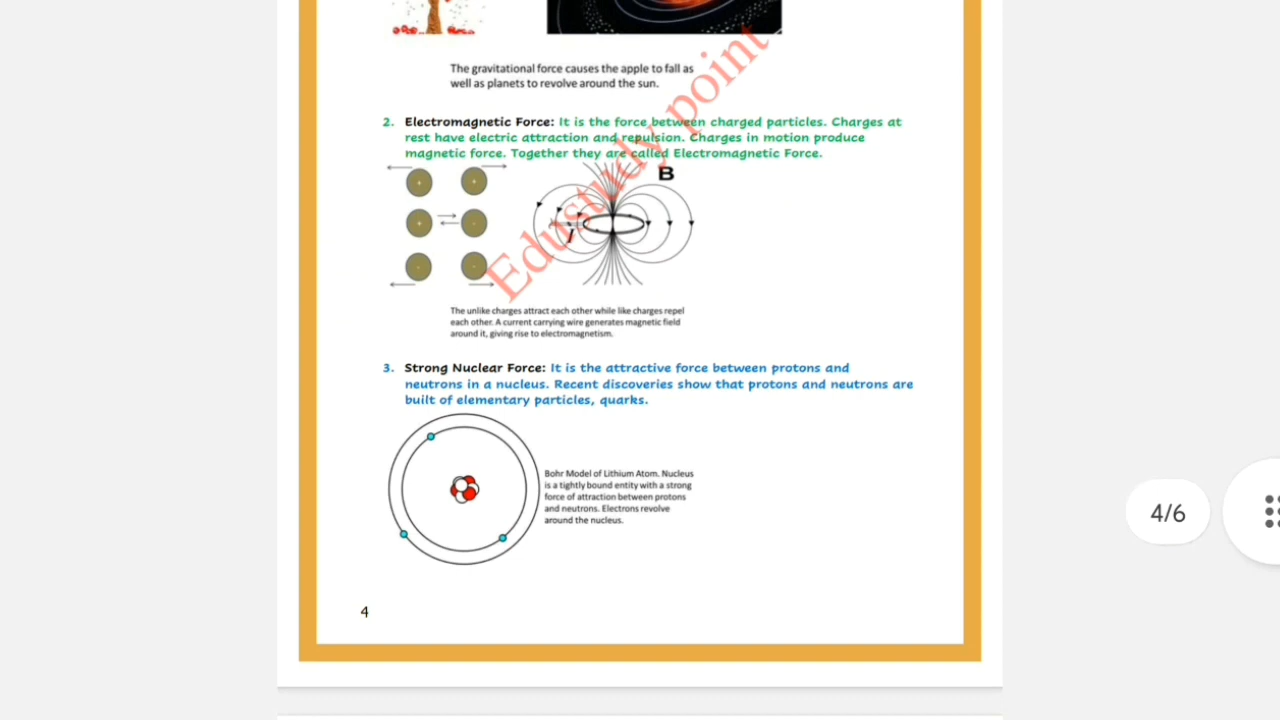 The gravitational force causes the apple to fall as
well as planets to revolve around the sun.
2. Electromagnetic Force: It is the force between charged particles. Charges at
rest have electric attraction and repulsion. Charges in motion produce
magnetic force. Together they are called Electromagnetic Force.
B
I
Edustudy point
The unlike charges attract each other while like charges repel
each other. A current carrying wire generates magnetic field
around it, giving rise to electromagnetism.
3. Strong Nuclear Force: It is the attractive force between protons and
neutrons in a nucleus. Recent discoveries show that protons and neutrons are
built of elementary particles, quarks.
Bohr Model of Lithium Atom. Nucleus
is a tightly bound entity with a strong
force of attraction between protons
and neutrons. Electrons revolve
around the nucleus.
4/6
4